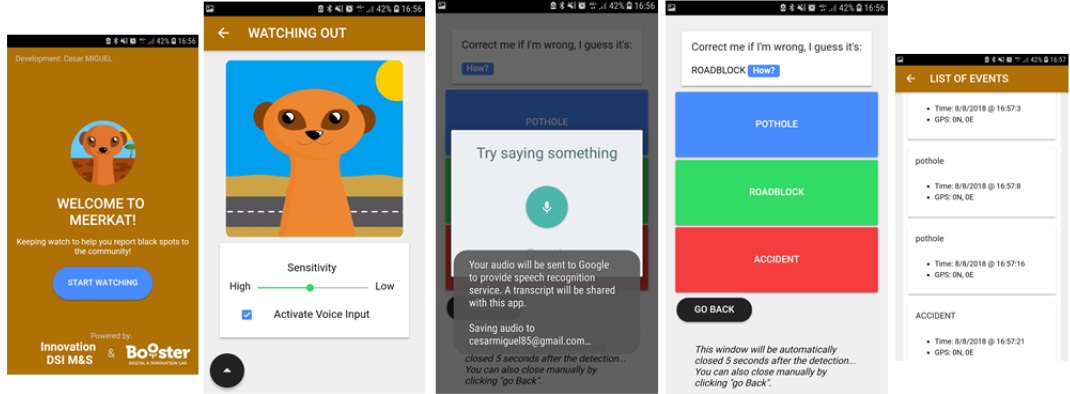 42% 16:56
Development: Cesar MIGUEL
WELCOME TO
MEERKAT!
Keeping watch to help you report black spots to
the community!
START WATCHING
Powered by:
Innovation
DSI M&S
&
Booster
DIGITAL & INNOVATION LAB
42% 16:56
WATCHING OUT
Sensitivity
High
Low
Activate Voice Input
42% 16:56
Correct me if I'm wrong, I guess it's:
How?
POTHOLE
Try saying something
Your audio will be sent to Google
to provide speech recognition
service. A transcript will be shared
with this app.
Saving audio to
cesarmiguel85@gmail.com...
closed 5 seconds after the detection...
You can also close manually by
clicking "go Back".
42% 16:56
Correct me if I'm wrong, I guess it's:
ROADBLOCK How?
POTHOLE
ROADBLOCK
ACCIDENT
GO BACK
This window will be automatically
closed 5 seconds after the detection...
You can also close manually by
clicking "go Back".
42% 16:57
LIST OF EVENTS
Time: 8/8/2018 @ 16:57:3
GPS: 0N, 0E
pothole
Time: 8/8/2018 @ 16:57:8
GPS: 0N, 0E
pothole
Time: 8/8/2018 @ 16:57:16
GPS: 0N, 0E
ACCIDENT
Time: 8/8/2018 @ 16:57:21
GPS: 0N, 0E